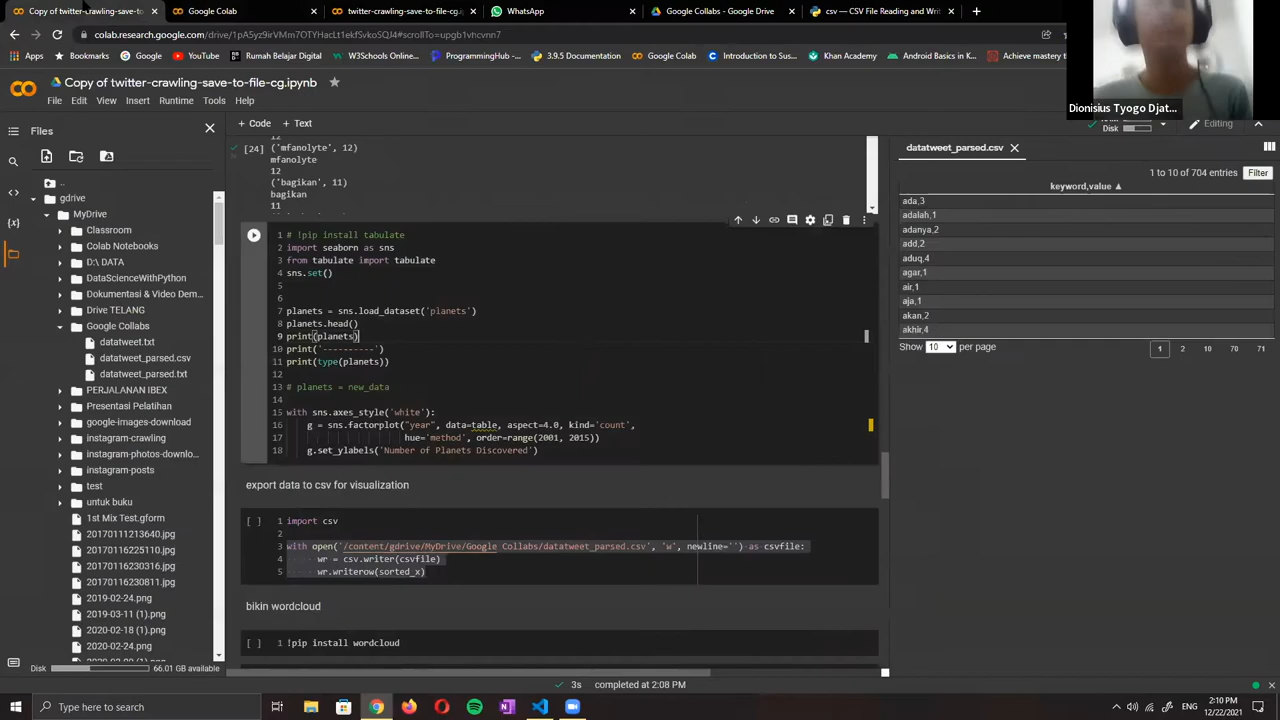 Copy of twitter-crawling-save-to-
Google Colab
twitter-crawling-save-to-file-cg.ip
WhatsApp
Google Collabs - Google Drive
csv — CSV File Reading and Writ
colab.research.google.com/drive/1pA5yz9irVMm7OTYHacLt1ekfSvkoSQJ4#scrollTo=upgb1vhcvnn7
Apps
Bookmarks
Google
YouTube
Rumah Belajar Digital
W3Schools Online...
ProgrammingHub -...
3.9.5 Documentation
Google Colab
Introduction to Sus...
Khan Academy
Android Basics in K...
Achieve mastery t
Dionisius Tyogo Djat...
Copy of twitter-crawling-save-to-file-cg.ipynb
File Edit View Insert Runtime Tools Help
Disk
Editing
Files
+ Code + Text
..
gdrive
MyDrive
Classroom
Colab Notebooks
D:\ DATA
DataScienceWithPython
Dokumentasi & Video Dem...
Drive TELANG
Google Collabs
datatweet.txt
datatweet_parsed.csv
datatweet_parsed.txt
PERJALANAN IBEX
Presentasi Pelatihan
google-images-download
instagram-crawling
instagram-photos-downlo...
instagram-posts
test
untuk buku
1st Mix Test.gform
20170111213640.jpg
20170116225110.jpg
20170116230316.jpg
20170116230811.jpg
2019-02-24.png
2019-03-11 (1).png
2020-02-18 (1).png
2020-02-24.png
Disk
66.01 GB available
[24]
12
('mfanolyte', 12)
mfanolyte
12
('bagikan', 11)
bagikan
11
1 # !pip install tabulate
2 import seaborn as sns
3 from tabulate import tabulate
4 sns.set()
5
6
7 planets = sns.load_dataset('planets')
8 planets.head()
9 print(planets)
10 print('----------')
11 print(type(planets))
12
13 # planets = new_data
14
15 with sns.axes_style('white'):
16 g = sns.factorplot("year", data=table, aspect=4.0, kind='count',
17 hue='method', order=range(2001, 2015))
18 g.set_ylabels('Number of Planets Discovered')
export data to csv for visualization
[ ]
1 import csv
2
3 with open('/content/gdrive/MyDrive/Google Collabs/datatweet_parsed.csv', 'w', newline='') as csvfile:
4 wr = csv.writer(csvfile)
5 wr.writerow(sorted_x)
bikin wordcloud
[ ]
1 !pip install wordcloud
datatweet_parsed.csv
1 to 10 of 704 entries
Filter
keyword,value
ada,3
adalah,1
adanya,2
add,2
aduq,4
agar,1
air,1
aja,1
akan,2
akhir,4
Show 10 per page
1 2 10 70 71
3s completed at 2:08 PM
Type here to search
2:10 PM
12/22/2021